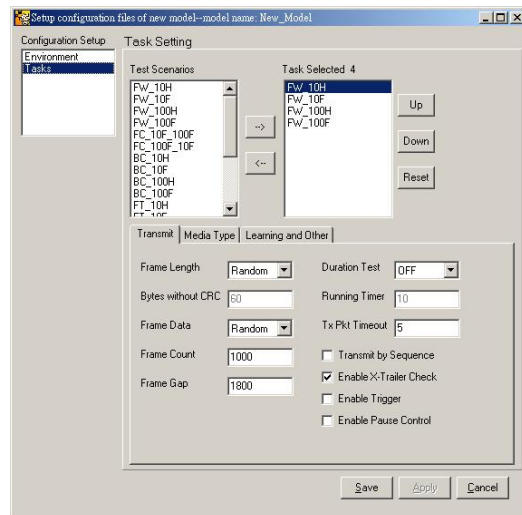 Setup configuration files of new model--model name: New_Model
Configuration Setup
Environment
Tasks
Task Setting
Test Scenarios
FW_10H
FW_10F
FW_100H
FW_100F
FC_10F_100F
FC_100F_10F
BC_10H
BC_10F
BC_100H
BC_100F
FT_10H
FT_10F
-->
<--
Task Selected 4
FW_10H
FW_10F
FW_100H
FW_100F
Up
Down
Reset
Transmit
Media Type
Learning and Other
Frame Length
Random
Bytes without CRC
60
Frame Data
Random
Frame Count
1000
Frame Gap
1800
Duration Test
OFF
Running Timer
10
Tx Pkt Timeout
5
Transmit by Sequence
Enable X-Trailer Check
Enable Trigger
Enable Pause Control
Save
Apply
Cancel